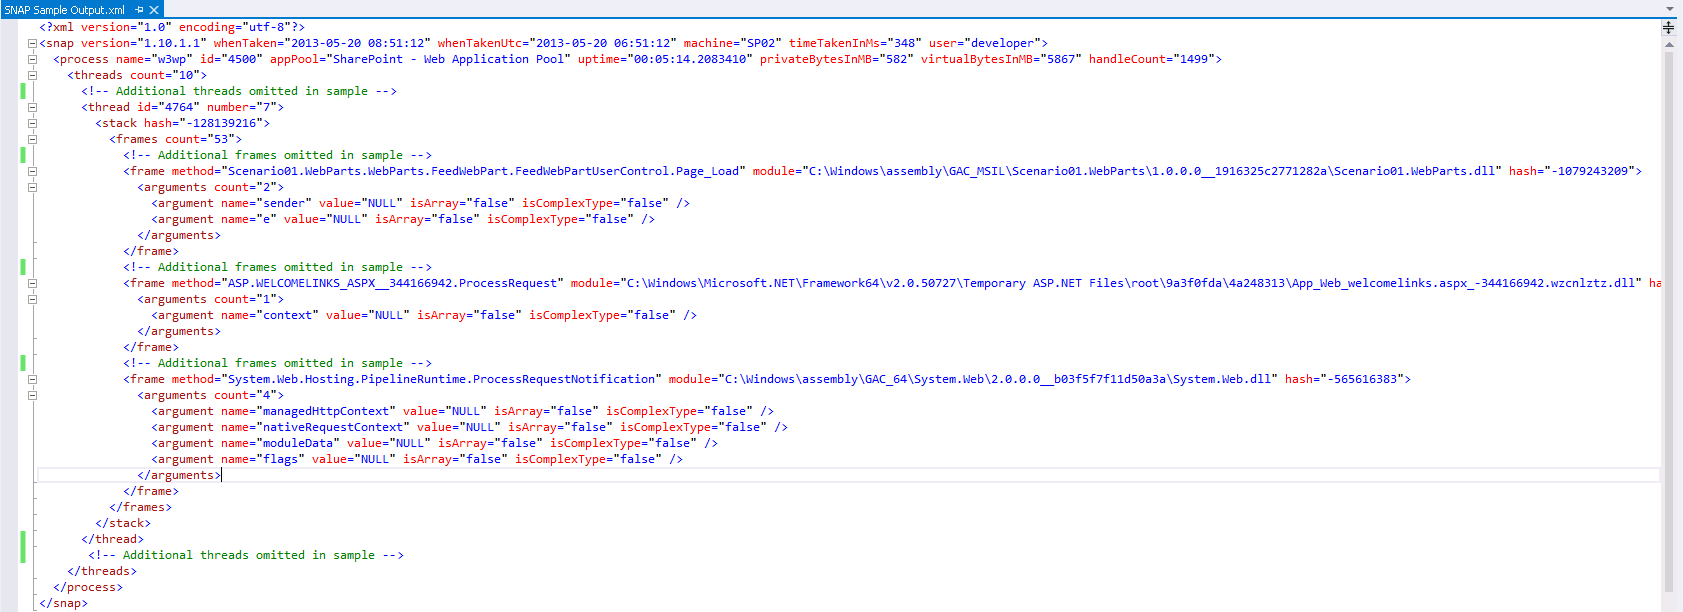 SNAP Sample Output.xml
<?xml version="1.0" encoding="utf-8"?>
<snap version="1.10.1.1" whenTaken="2013-05-20 08:51:12" whenTakenUtc="2013-05-20 06:51:12" machine="SP02" timeTakenInMs="348" user="developer">
<process name="w3wp" id="4500" appPool="SharePoint - Web Application Pool" uptime="00:05:14.2083410" privateBytesInMB="582" virtualBytesInMB="5867" handleCount="1499">
<threads count="10">
<!-- Additional threads omitted in sample -->
<thread id="4764" number="7">
<stack hash="-128139216">
<frames count="53">
<!-- Additional frames omitted in sample -->
<frame method="Scenario01.WebParts.WebParts.FeedWebPart.FeedWebPartUserControl.Page_Load" module="C:\Windows\assembly\GAC_MSIL\Scenario01.WebParts\1.0.0.0__1916325c2771282a\Scenario01.WebParts.dll" hash="-1079243209">
<arguments count="2">
<argument name="sender" value="NULL" isArray="false" isComplexType="false" />
<argument name="e" value="NULL" isArray="false" isComplexType="false" />
</arguments>
</frame>
<!-- Additional frames omitted in sample -->
<frame method="ASP.WELCOMELINKS_ASPX__344166942.ProcessRequest" module="C:\Windows\Microsoft.NET\Framework64\v2.0.50727\Temporary ASP.NET Files\root\9a3f0fda\4a248313\App_Web_welcomelinks.aspx_-344166942.wzcnlztz.dll" ha
<arguments count="1">
<argument name="context" value="NULL" isArray="false" isComplexType="false" />
</arguments>
</frame>
<!-- Additional frames omitted in sample -->
<frame method="System.Web.Hosting.PipelineRuntime.ProcessRequestNotification" module="C:\Windows\assembly\GAC_64\System.Web\2.0.0.0__b03f5f7f11d50a3a\System.Web.dll" hash="-565616383">
<arguments count="4">
<argument name="managedHttpContext" value="NULL" isArray="false" isComplexType="false" />
<argument name="nativeRequestContext" value="NULL" isArray="false" isComplexType="false" />
<argument name="moduleData" value="NULL" isArray="false" isComplexType="false" />
<argument name="flags" value="NULL" isArray="false" isComplexType="false" />
</arguments>
</frame>
</frames>
</stack>
</thread>
<!-- Additional threads omitted in sample -->
</threads>
</process>
</snap>